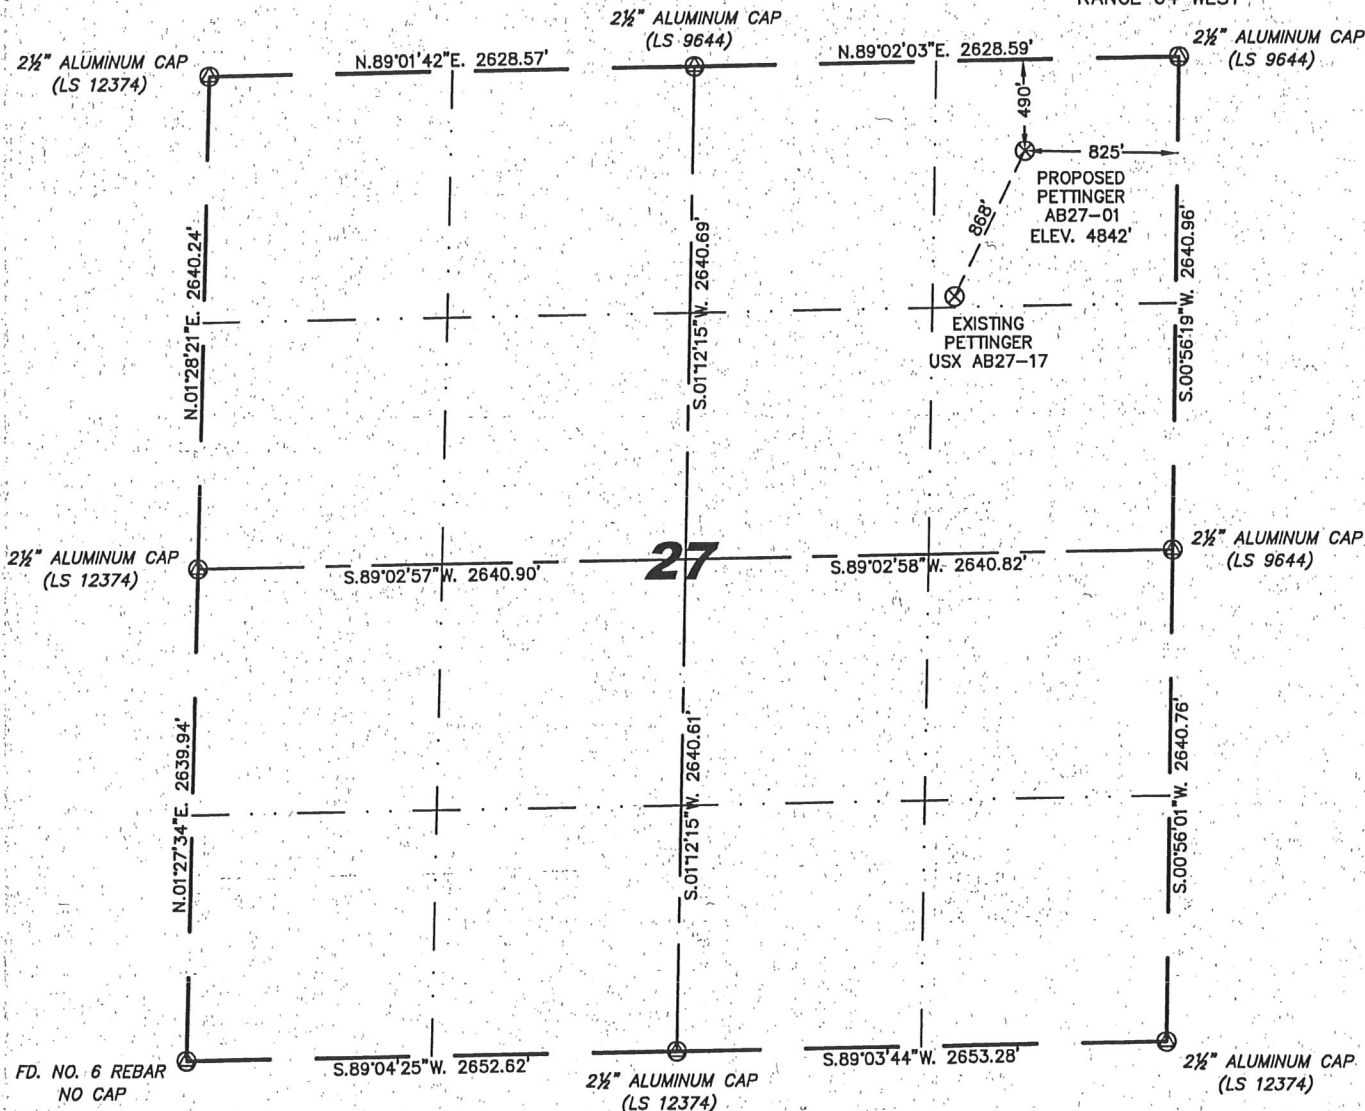 2½" ALUMINUM CAP
(LS 9644)
2½" ALUMINUM CAP
(LS 12374)
N.89°01'42"E. 2628.57'
N.89°02'03"E. 2628.59'
2½" ALUMINUM CAP
(LS 9644)
490'
825'
PROPOSED
PETTINGER
AB27-01
ELEV. 4842'
868'
N.01°28'21"E. 2640.24'
S.01°12'15"W. 2640.69'
S.00°56'19"W. 2640.96'
EXISTING
PETTINGER
USX AB27-17
2½" ALUMINUM CAP
(LS 12374)
S.89°02'57"W. 2640.90'
27
S.89°02'58"W. 2640.82'
2½" ALUMINUM CAP
(LS 9644)
N.01°27'34"E. 2639.94'
S.01°12'15"W. 2640.61'
S.00°56'01"W. 2640.76'
FD. NO. 6 REBAR
NO CAP
S.89°04'25"W. 2652.62'
2½" ALUMINUM CAP
(LS 12374)
S.89°03'44"W. 2653.28'
2½" ALUMINUM CAP
(LS 12374)